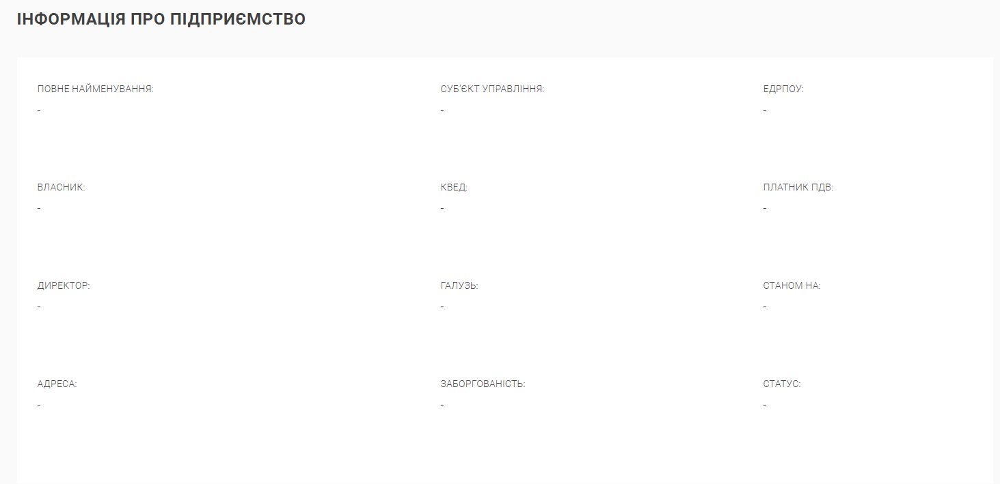 ІНФОРМАЦІЯ ПРО ПІДПРИЄМСТВО
ПОВНЕ НАЙМЕНУВАННЯ: СУБ'ЄКТ УПРАВЛІННЯ: ЄДРПОУ:
- - -
ВЛАСНИК: КВЕД: ПЛАТНИК ПДВ:
- - -
ДИРЕКТОР: ГАЛУЗЬ: СТАНОМ НА:
- - -
АДРЕСА: ЗАБОРГОВАНІСТЬ: СТАТУС:
- - -